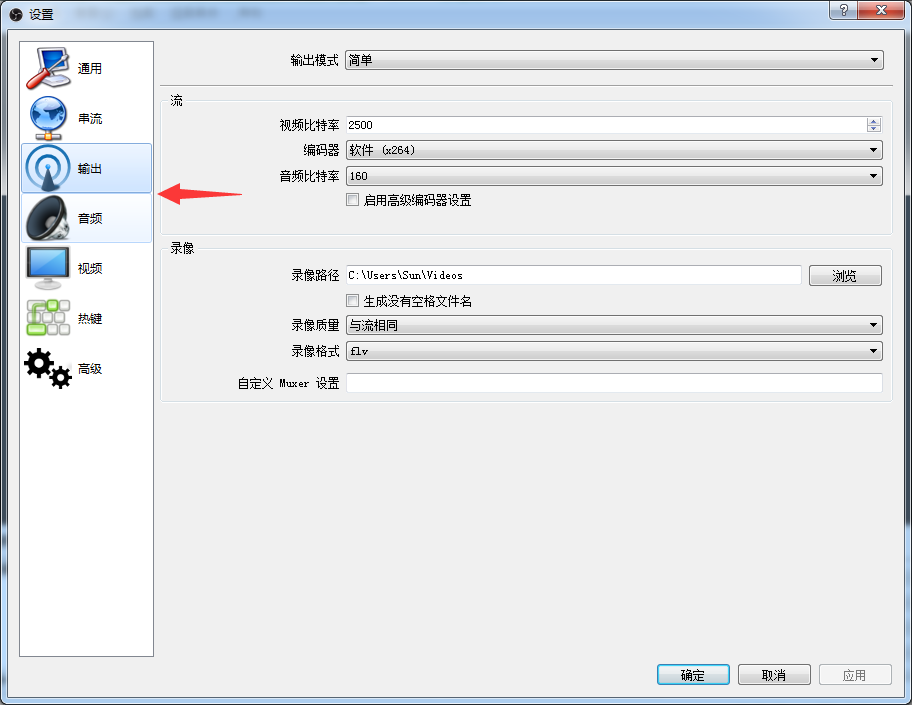 设置
?
通用
串流
输出
音频
视频
热键
高级
输出模式 简单
流
视频比特率 2500
编码器 软件 (x264)
音频比特率 160
启用高级编码器设置
录像
录像路径 C:\Users\Sun\Videos 浏览
生成没有空格文件名
录像质量 与流相同
录像格式 flv
自定义 Muxer 设置
确定 取消 应用